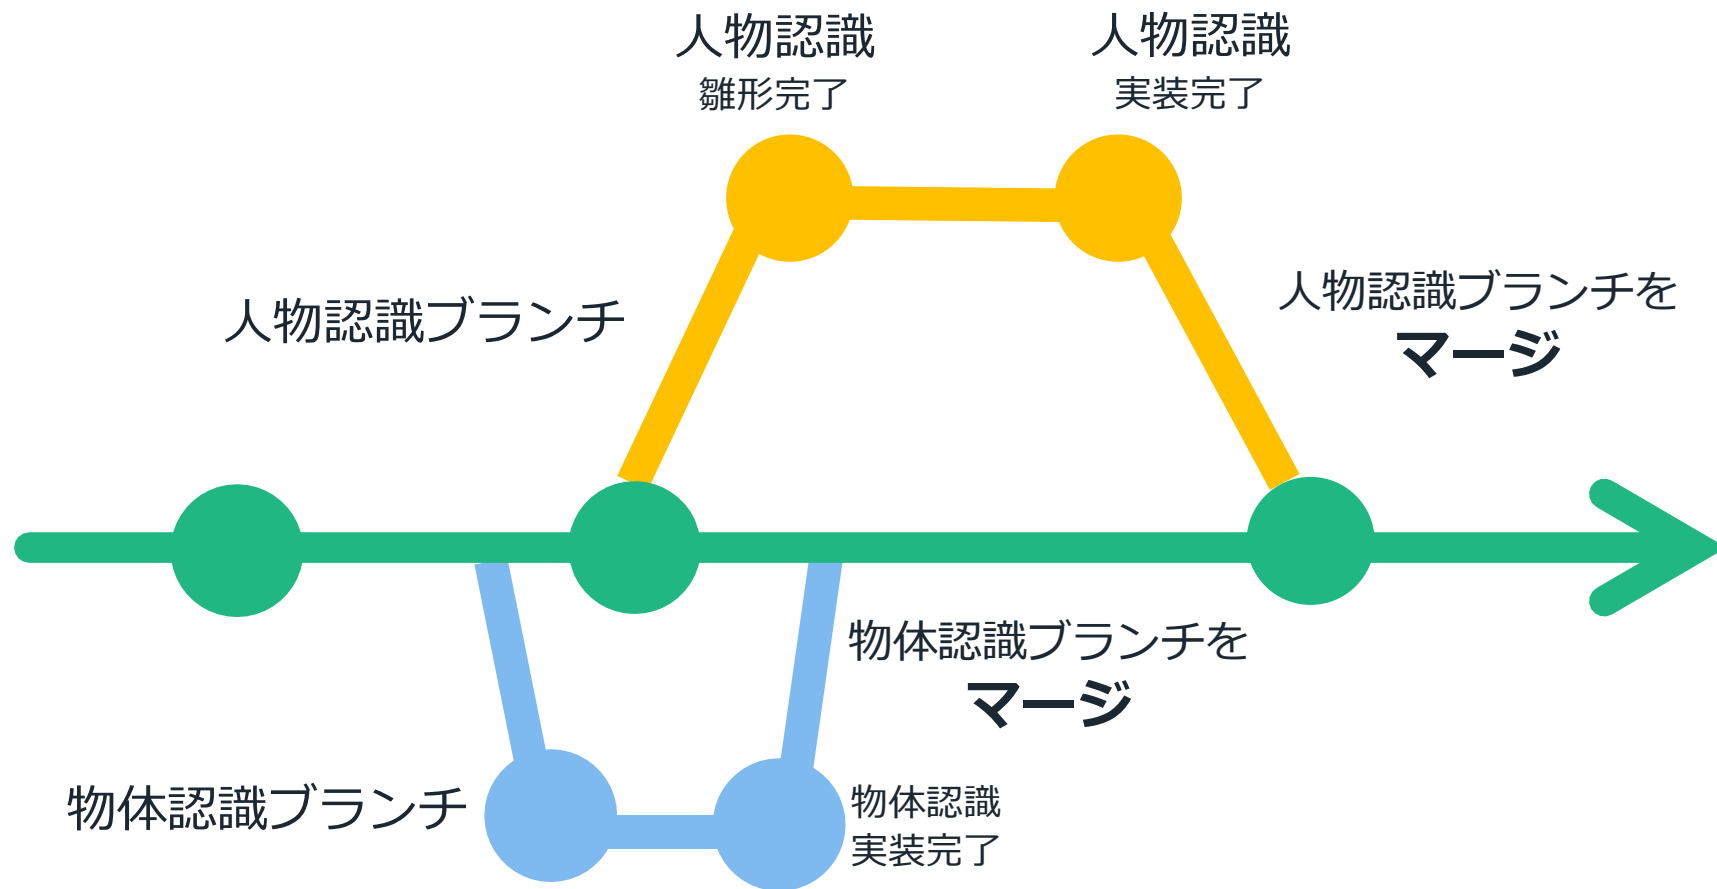 人物認識
雛形完了
人物認識
実装完了
人物認識ブランチ
人物認識ブランチを
マージ
物体認識ブランチを
マージ
物体認識ブランチ
物体認識
実装完了